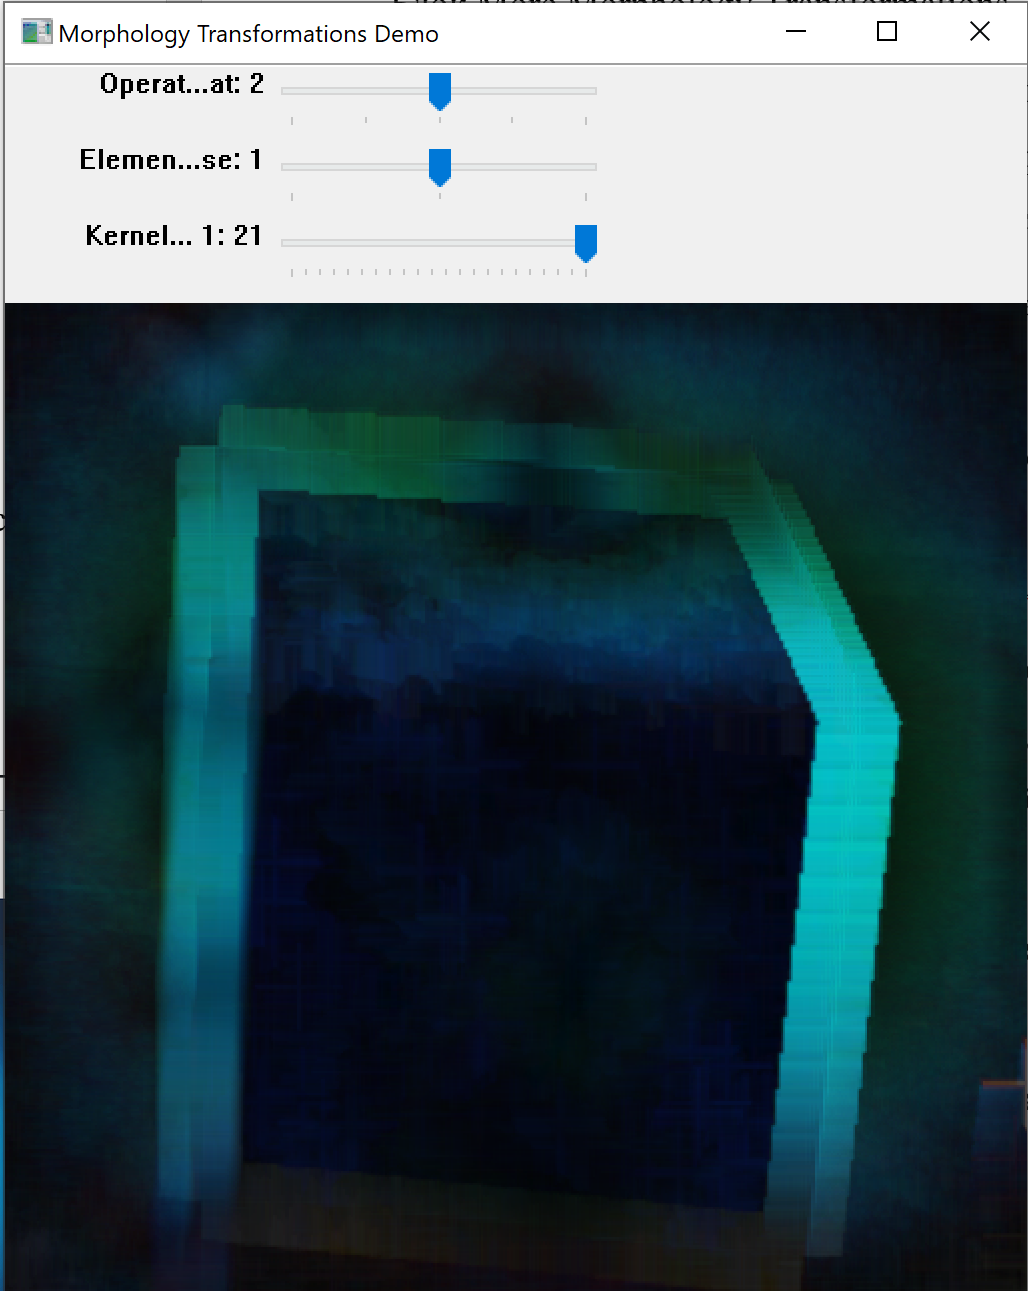 Morphology Transformations Demo
Operat...at: 2
Elemen...se: 1
Kernel... 1: 21